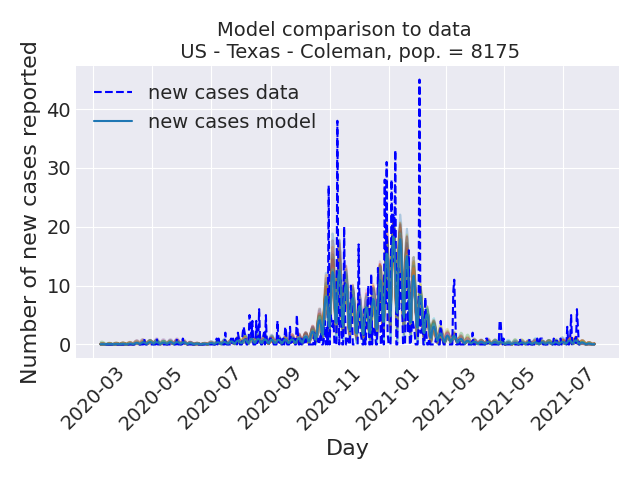 Model comparison to data
US - Texas - Coleman, pop. = 8175
Number of new cases reported
40
30
20
10
0
new cases data
new cases model
2020-03
2020-05
2020-07
2020-09
2020-11
2021-01
2021-03
2021-05
2021-07
Day